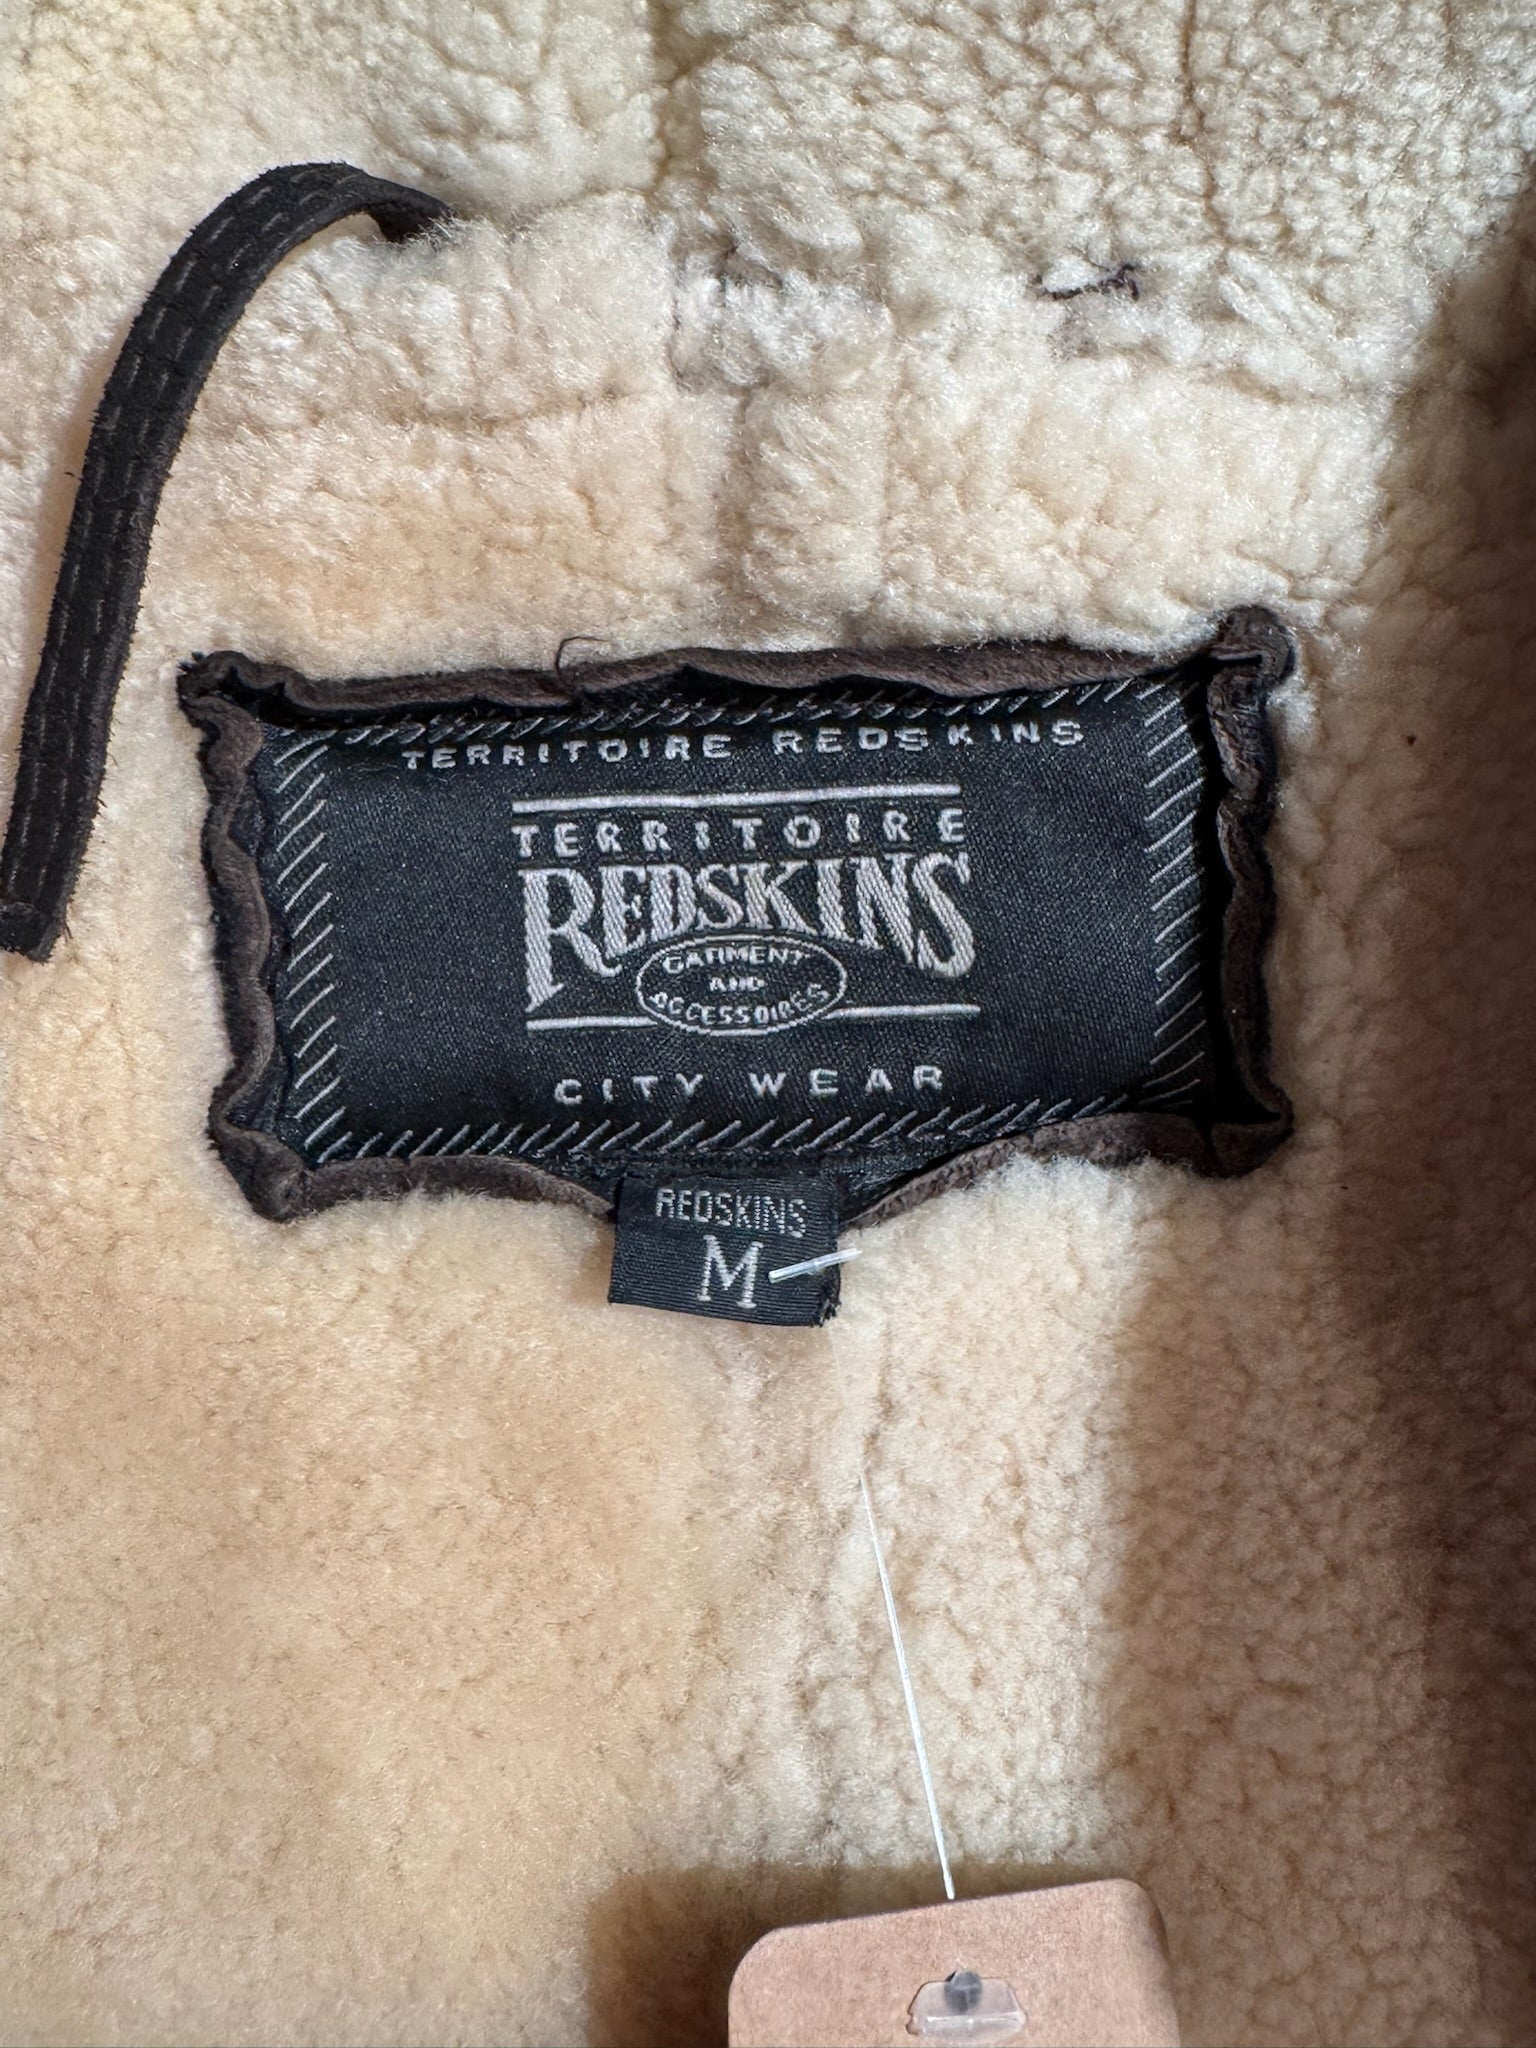 TERRITOIRE REDSKINS
TERRITOIRE
REDSKINS
GARMENT
AND
ACCESSOIRES
CITY WEAR
REDSKINS
M